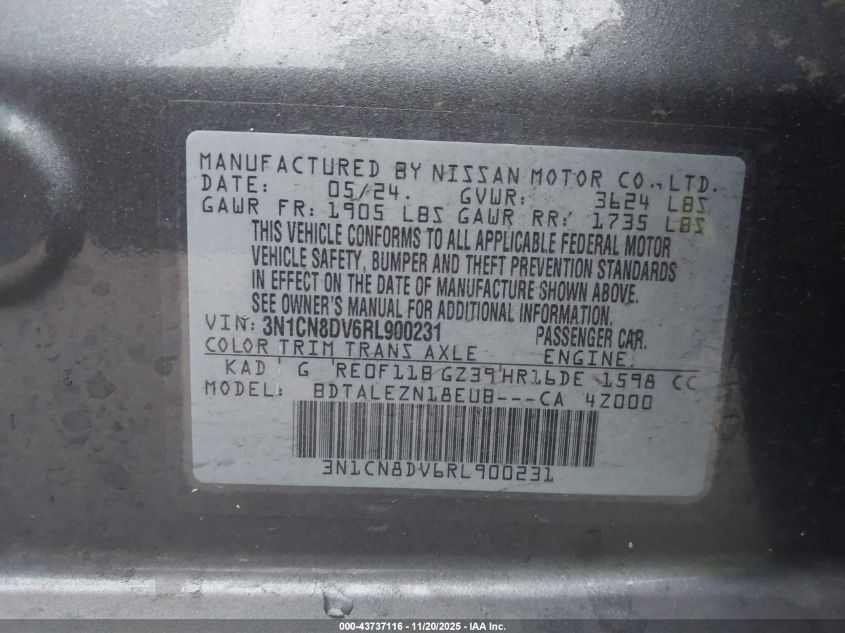 MANUFACTURED BY NISSAN MOTOR CO., LTD.
DATE: 05/24. GVWR: 3624 LBS
GAWR FR: 1905 LBS GAWR RR: 1735 LBS
THIS VEHICLE CONFORMS TO ALL APPLICABLE FEDERAL MOTOR
VEHICLE SAFETY, BUMPER AND THEFT PREVENTION STANDARDS
IN EFFECT ON THE DATE OF MANUFACTURE SHOWN ABOVE.
SEE OWNER'S MANUAL FOR ADDITIONAL INFORMATION.
VIN: 3N1CN8DV6RL900231 PASSENGER CAR.
COLOR TRIM TRANS AXLE ENGINE
KAD G RE0F11B GZ39 HR16DE 1598 CC
MODEL: BDTALEZN18EUB---CA 4Z000
3N1CN8DV6RL900231
000-43737116 - 11/20/2025 - IAA Inc.